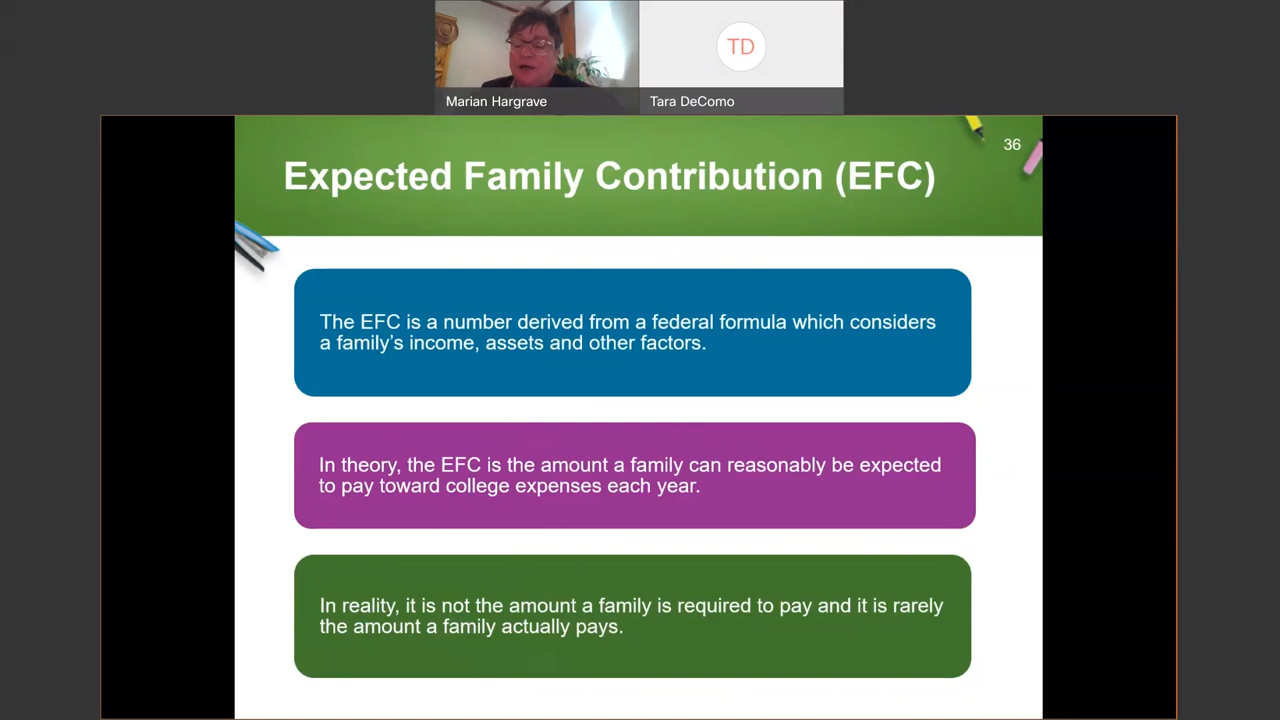 TD
Marian Hargrave
Tara DeComo
36
Expected Family Contribution (EFC)
The EFC is a number derived from a federal formula which considers
a family’s income, assets and other factors.
In theory, the EFC is the amount a family can reasonably be expected
to pay toward college expenses each year.
In reality, it is not the amount a family is required to pay and it is rarely
the amount a family actually pays.